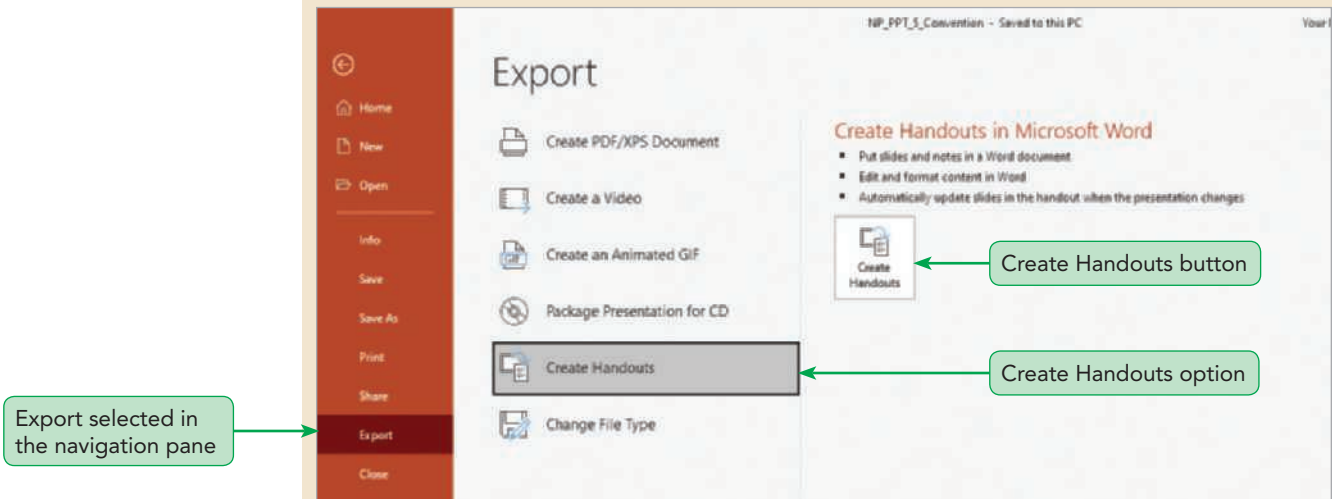 NP_PPT_5_Convention - Saved to this PC
Your
Export
Home
New
Open
Info
Save
Save As
Print
Share
Export
Close
Create PDF/XPS Document
Create a Video
Create an Animated GIF
Package Presentation for CD
Create Handouts
Change File Type
Create Handouts in Microsoft Word
Put slides and notes in a Word document
Edit and format content in Word
Automatically update slides in the handout when the presentation changes
Create
Handouts
Create Handouts button
Create Handouts option
Export selected in
the navigation pane